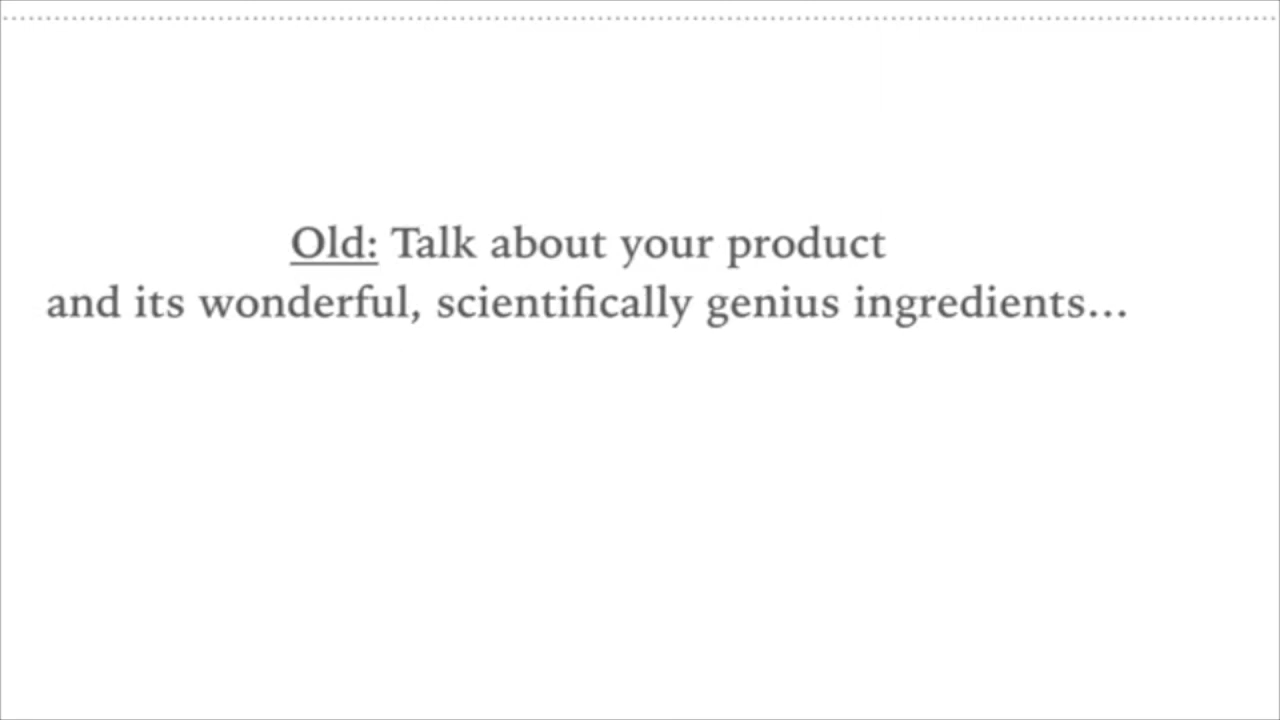 Old: Talk about your product
and its wonderful, scientifically genius ingredients...